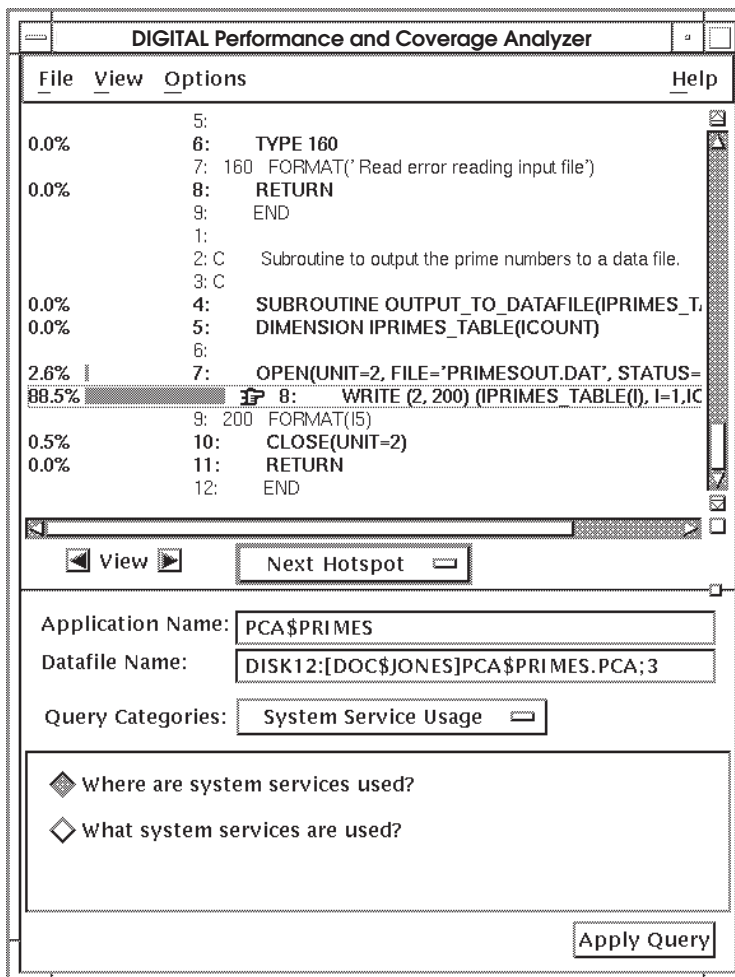 DIGITAL Performance and Coverage Analyzer
File View Options Help
5:
0.0% 6: TYPE 160
7: 160 FORMAT(' Read error reading input file')
0.0% 8: RETURN
9: END
1:
2: C Subroutine to output the prime numbers to a data file.
3: C
0.0% 4: SUBROUTINE OUTPUT_TO_DATAFILE(IPRIMES_T
0.0% 5: DIMENSION IPRIMES_TABLE(ICOUNT)
6:
2.6% 7: OPEN(UNIT=2, FILE='PRIMESOUT.DAT', STATUS=
88.5% 8: WRITE (2, 200) (IPRIMES_TABLE(I), I=1,IC
9: 200 FORMAT(I5)
0.5% 10: CLOSE(UNIT=2)
0.0% 11: RETURN
12: END
View Next Hotspot
Application Name: PCA$PRIMES
Datafile Name: DISK12:[DOC$JONES]PCA$PRIMES.PCA;3
Query Categories: System Service Usage
Where are system services used?
What system services are used?
Apply Query